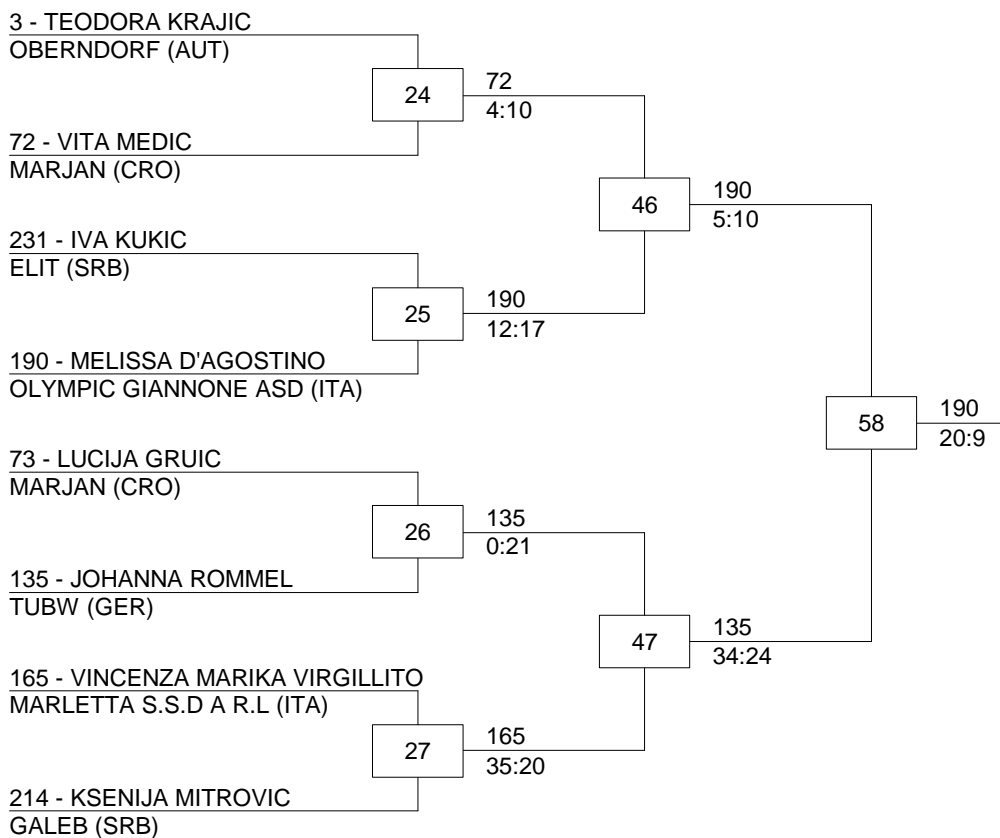 3 - TEODORA KRAJIC
OBERNDORF (AUT)
24
72
4:10
72 - VITA MEDIC
MARJAN (CRO)
46
190
5:10
231 - IVA KUKIC
ELIT (SRB)
25
190
12:17
190 - MELISSA D'AGOSTINO
OLYMPIC GIANNONE ASD (ITA)
58
190
20:9
73 - LUCIJA GRUIC
MARJAN (CRO)
26
135
0:21
135 - JOHANNA ROMMEL
TUBW (GER)
47
135
34:24
165 - VINCENZA MARIKA VIRGILLITO
MARLETTA S.S.D A R.L (ITA)
27
165
35:20
214 - KSENIJA MITROVIC
GALEB (SRB)